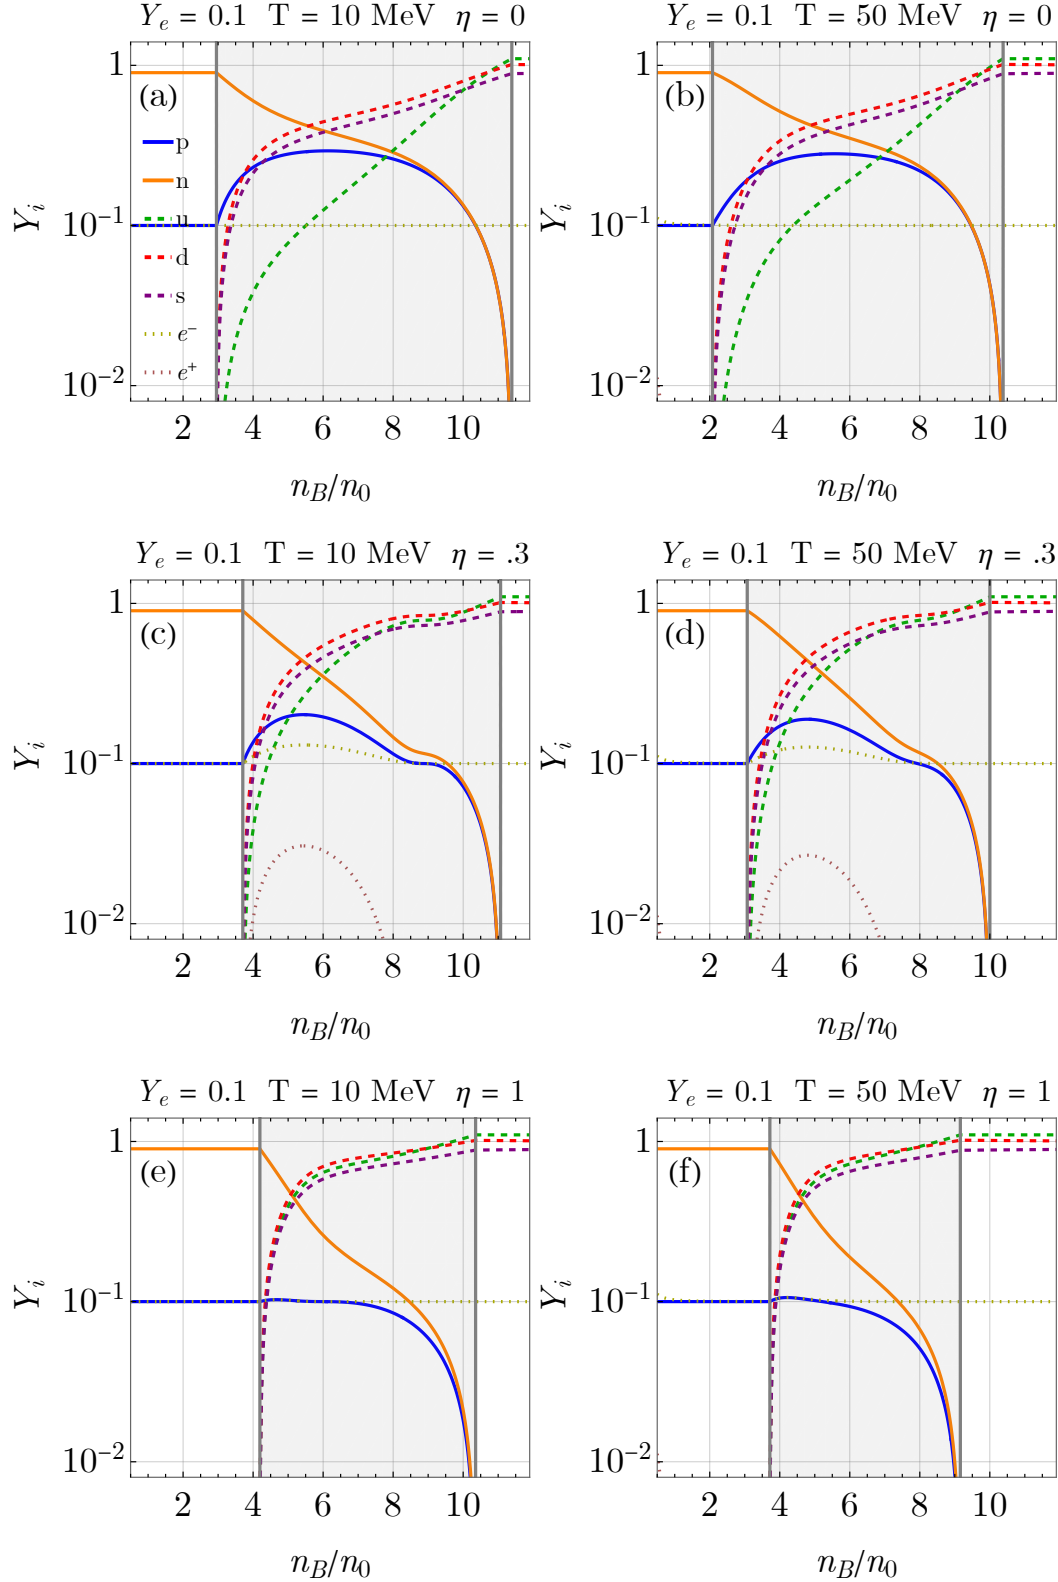 Y_e = 0.1 T = 10 MeV η = 0
Y_e = 0.1 T = 50 MeV η = 0
(a)
p
n
u
d
s
e⁻
e⁺
Y_i
1
10⁻¹
10⁻²
2 4 6 8 10
n_B/n_0
(b)
Y_i
1
10⁻¹
10⁻²
2 4 6 8 10
n_B/n_0
Y_e = 0.1 T = 10 MeV η = .3
Y_e = 0.1 T = 50 MeV η = .3
(c)
Y_i
1
10⁻¹
10⁻²
2 4 6 8 10
n_B/n_0
(d)
Y_i
1
10⁻¹
10⁻²
2 4 6 8 10
n_B/n_0
Y_e = 0.1 T = 10 MeV η = 1
Y_e = 0.1 T = 50 MeV η = 1
(e)
Y_i
1
10⁻¹
10⁻²
2 4 6 8 10
n_B/n_0
(f)
Y_i
1
10⁻¹
10⁻²
2 4 6 8 10
n_B/n_0